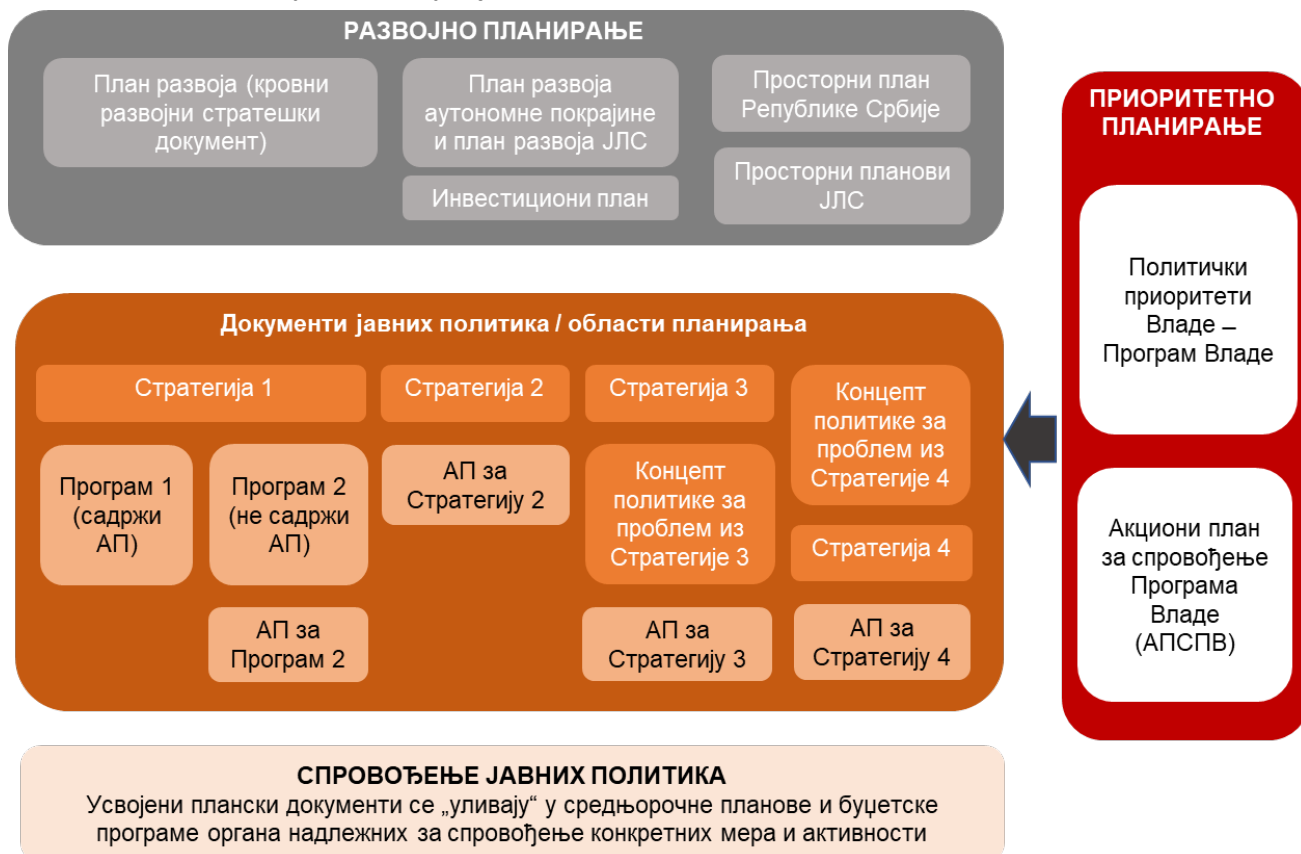 РАЗВОЈНО ПЛАНИРАЊЕ
План развоја (кровни
развојни стратешки
документ)
План развоја
аутономне покрајине
и план развоја ЈЛС
Инвестициони план
Просторни план
Републике Србије
Просторни планови
ЈЛС
Документи јавних политика / области планирања
Стратегија 1
Стратегија 2
Стратегија 3
Концепт
политике за
проблем из
Стратегије 4
Програм 1
(садржи
АП)
Програм 2
(не садржи
АП)
АП за
Стратегију 2
Концепт
политике за
проблем из
Стратегије 3
Стратегија 4
АП за
Програм 2
АП за
Стратегију 3
АП за
Стратегију 4
СПРОВОЂЕЊЕ ЈАВНИХ ПОЛИТИКА
Усвојени плански документи се „уливају“ у средњорочне планове и буџетске
програме органа надлежних за спровођење конкретних мера и активности
ПРИОРИТЕТНО
ПЛАНИРАЊЕ
Политички
приоритети
Владе –
Програм Владе
Акциони план
за спровођење
Програма
Владе
(АПСПВ)